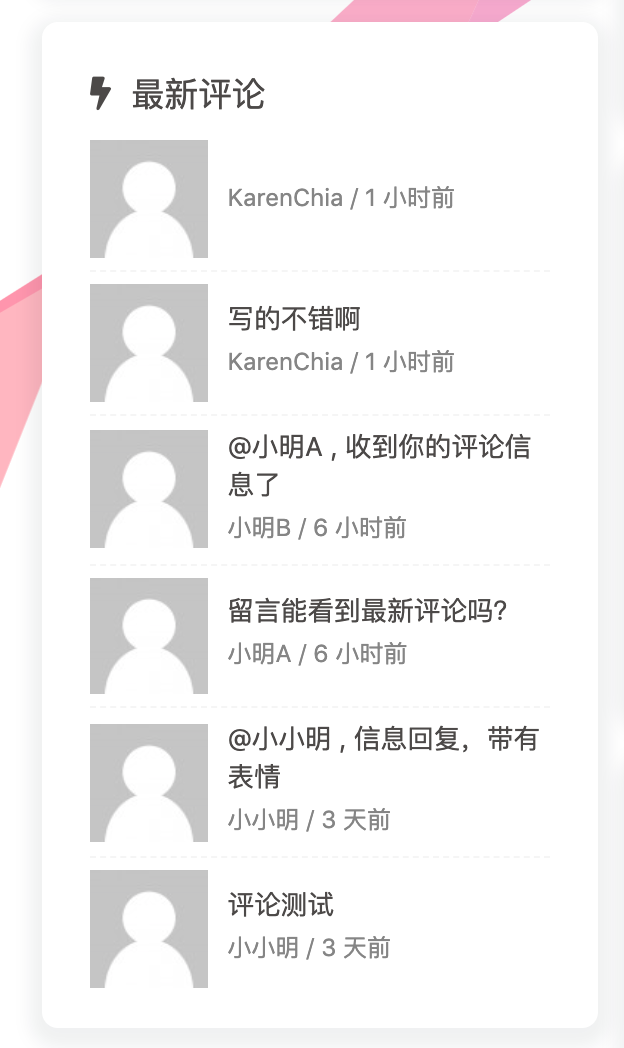 最新评论
KarenChia / 1 小时前
写的不错啊
KarenChia / 1 小时前
@小明A , 收到你的评论信
息了
小明B / 6 小时前
留言能看到最新评论吗?
小明A / 6 小时前
@小小明 , 信息回复，带有
表情
小小明 / 3 天前
评论测试
小小明 / 3 天前